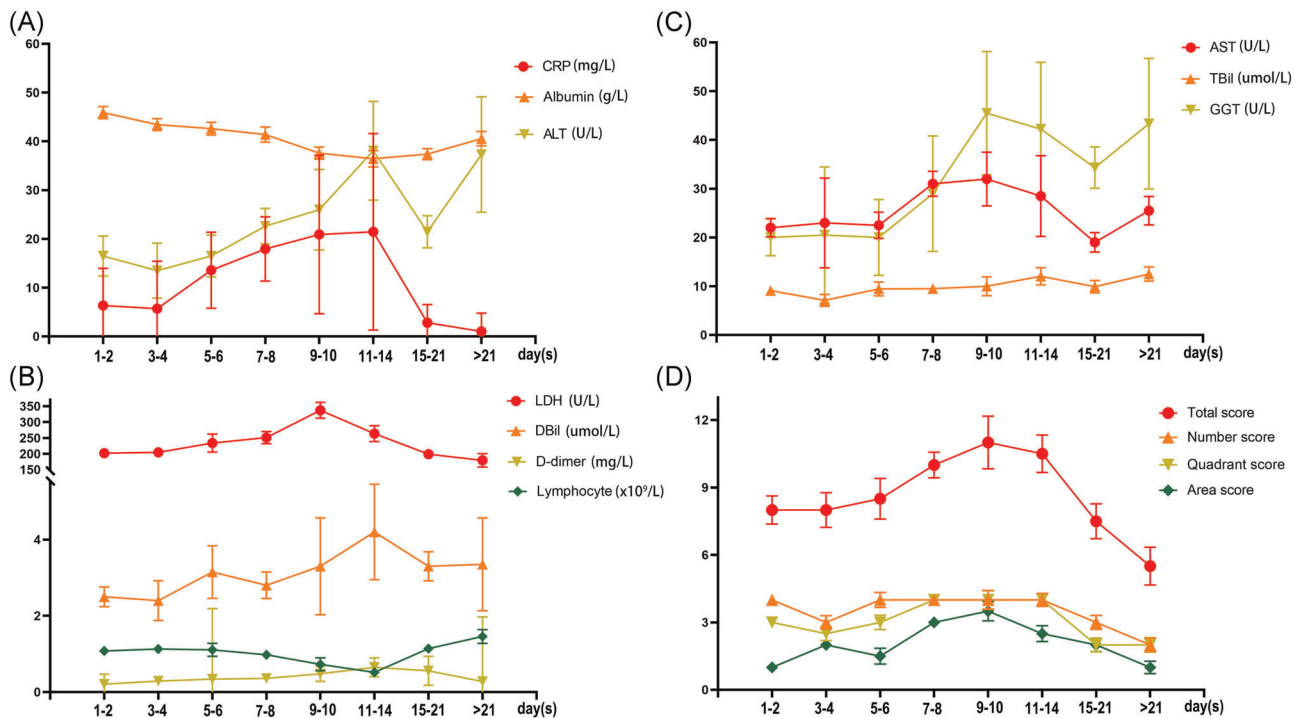 (A)
60
50
40
30
20
10
0
CRP (mg/L)
Albumin (g/L)
ALT (U/L)
1-2 3-4 5-6 7-8 9-10 11-14 15-21 >21 day(s)
(C)
60
50
40
30
20
10
0
AST (U/L)
TBil (umol/L)
GGT (U/L)
1-2 3-4 5-6 7-8 9-10 11-14 15-21 >21 day(s)
(B)
350
300
250
200
150
4
2
0
LDH (U/L)
DBil (umol/L)
D-dimer (mg/L)
Lymphocyte (x10⁹/L)
1-2 3-4 5-6 7-8 9-10 11-14 15-21 >21 day(s)
(D)
12
9
6
3
0
Total score
Number score
Quadrant score
Area score
1-2 3-4 5-6 7-8 9-10 11-14 15-21 >21 day(s)